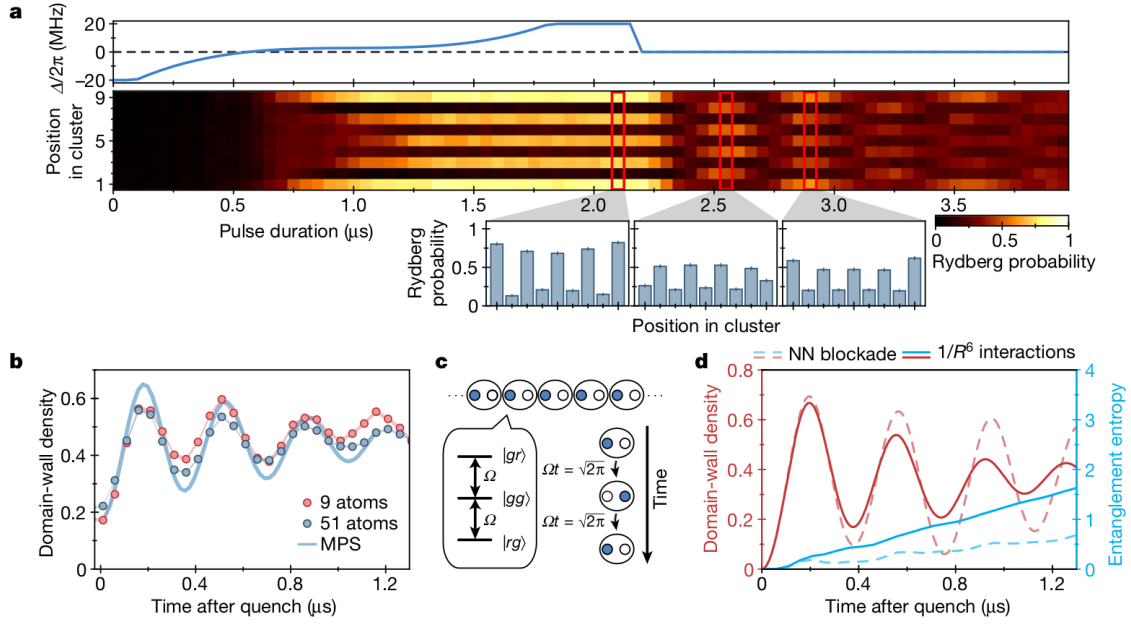 a
Δ/2π (MHz)
20
0
−20
Position
in cluster
9
5
1
0
0.5
1.0
1.5
2.0
2.5
3.0
3.5
Pulse duration (μs)
Rydberg
probability
1
0.5
0
Position in cluster
0
1
Rydberg probability
b
Domain-wall density
0.6
0.4
0.2
0
9 atoms
51 atoms
MPS
0
0.4
0.8
1.2
Time after quench (μs)
c
··· ···
|gr⟩
Ω
|gg⟩
Ω
|rg⟩
Ωt = √2π
Ωt = √2π
Time
d
NN blockade
1/R⁶ interactions
Domain-wall density
0.8
0.6
0.4
0.2
0
4
3
2
1
0
Entanglement entropy
0
0.4
0.8
1.2
Time after quench (μs)